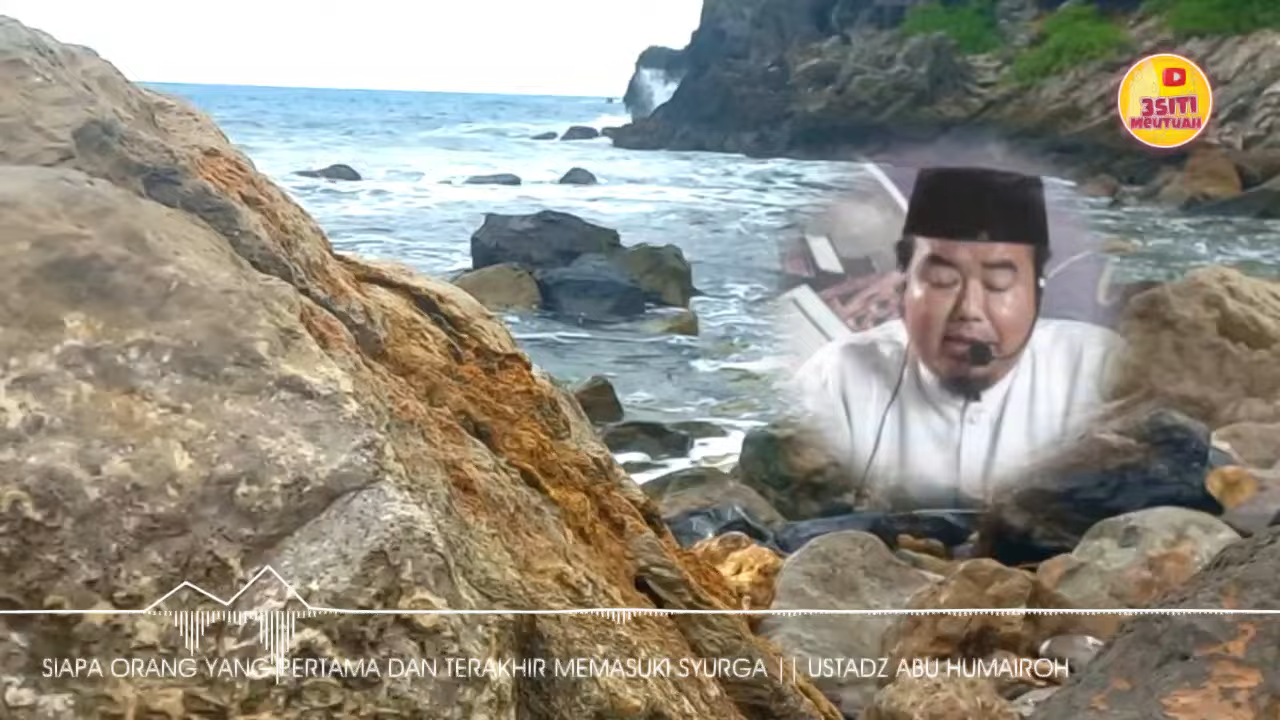 3SITI
MEUTUAH
SIAPA ORANG YANG PERTAMA DAN TERAKHIR MEMASUKI SYURGA || USTADZ ABU HUMAIROH